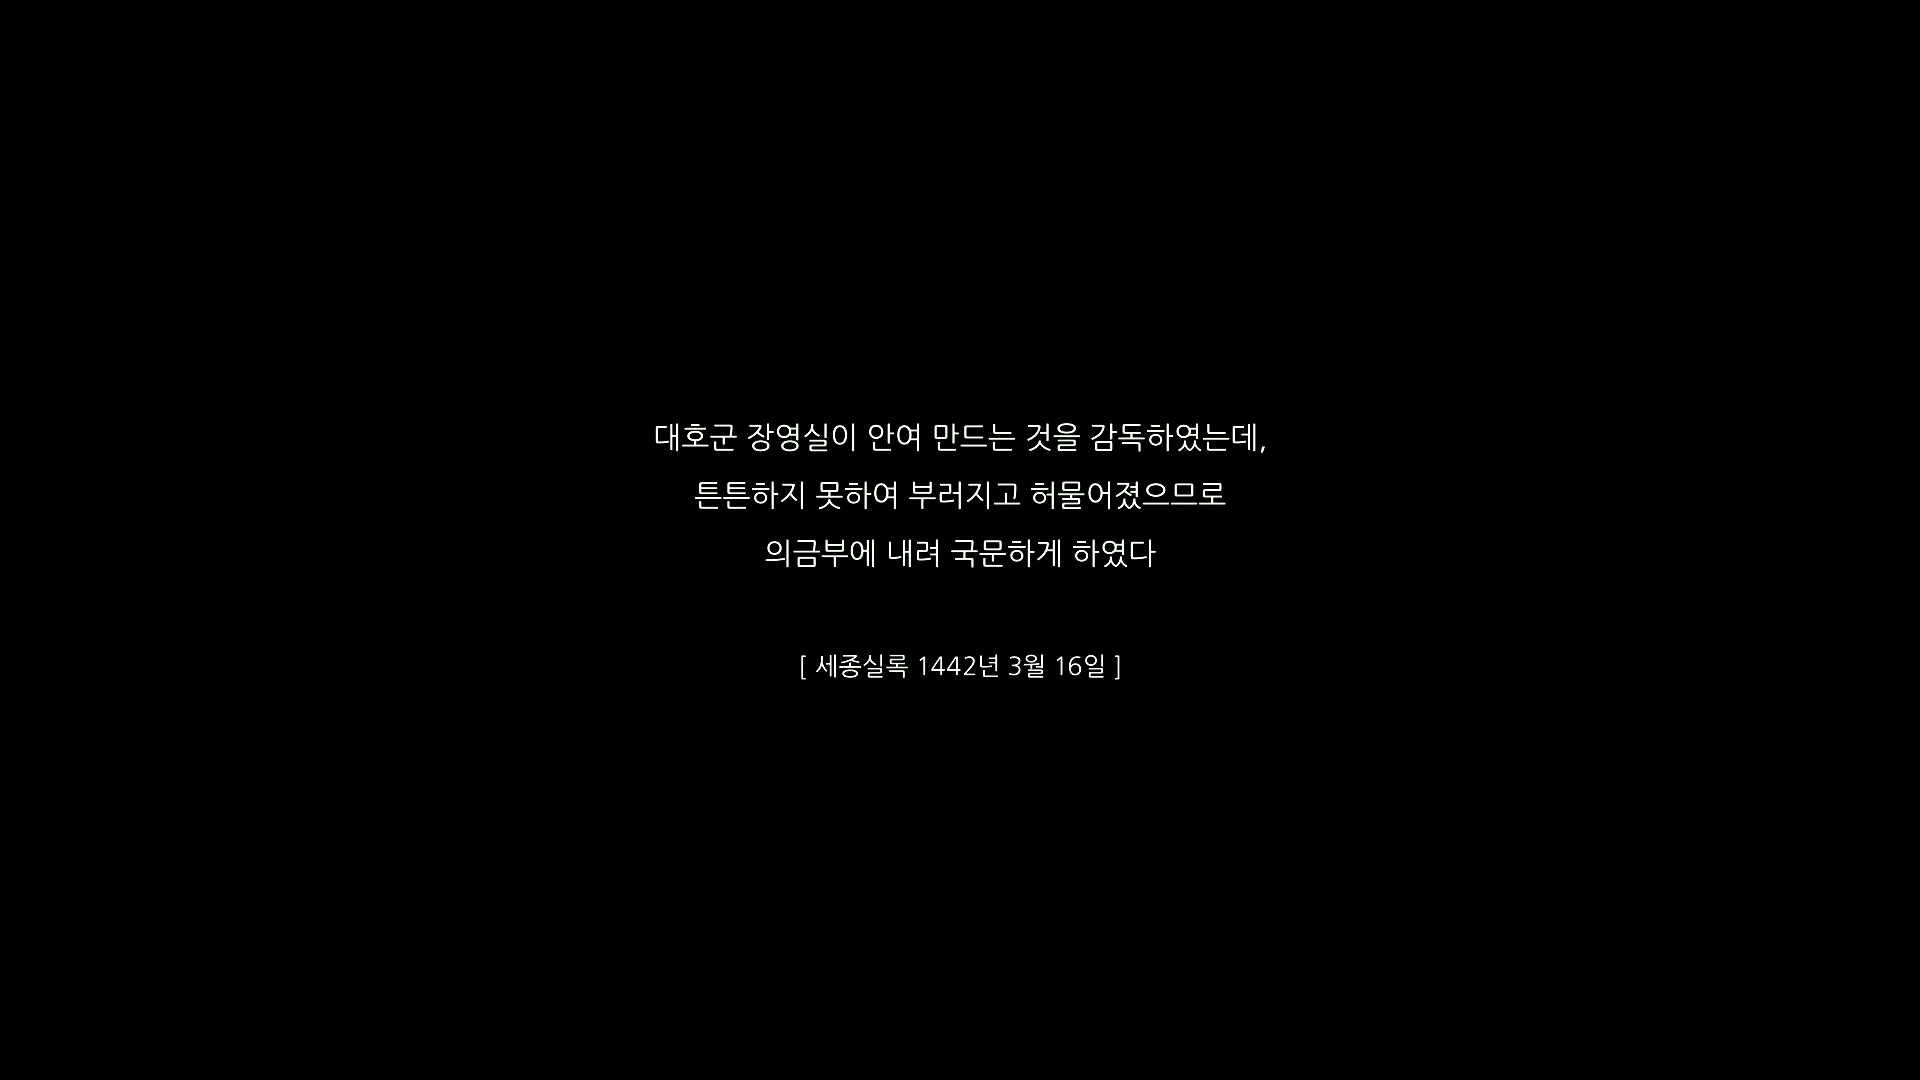 대호군 장영실이 안여 만드는 것을 감독하였는데,
튼튼하지 못하여 부러지고 허물어졌으므로
의금부에 내려 국문하게 하였다
[ 세종실록 1442년 3월 16일 ]